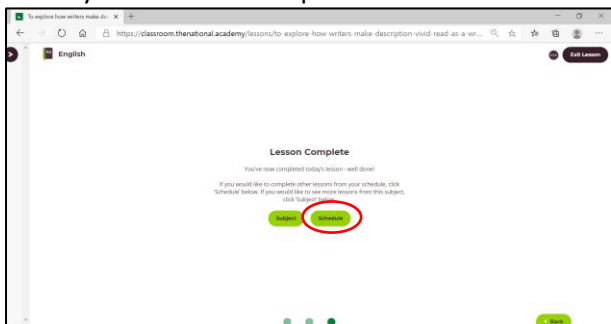 To explore how writers make de
https://classroom.thenational.academy/lessons/to-explore-how-writers-make-description-vivid-read-as-a-wr...
English
Exit Lesson
Lesson Complete
You've now completed today's lesson - well done!
If you would like to complete other lessons from your schedule, click
'Schedule' below. If you would like to see more lessons from this subject,
click 'Subject' below.
Subject
Schedule
Back